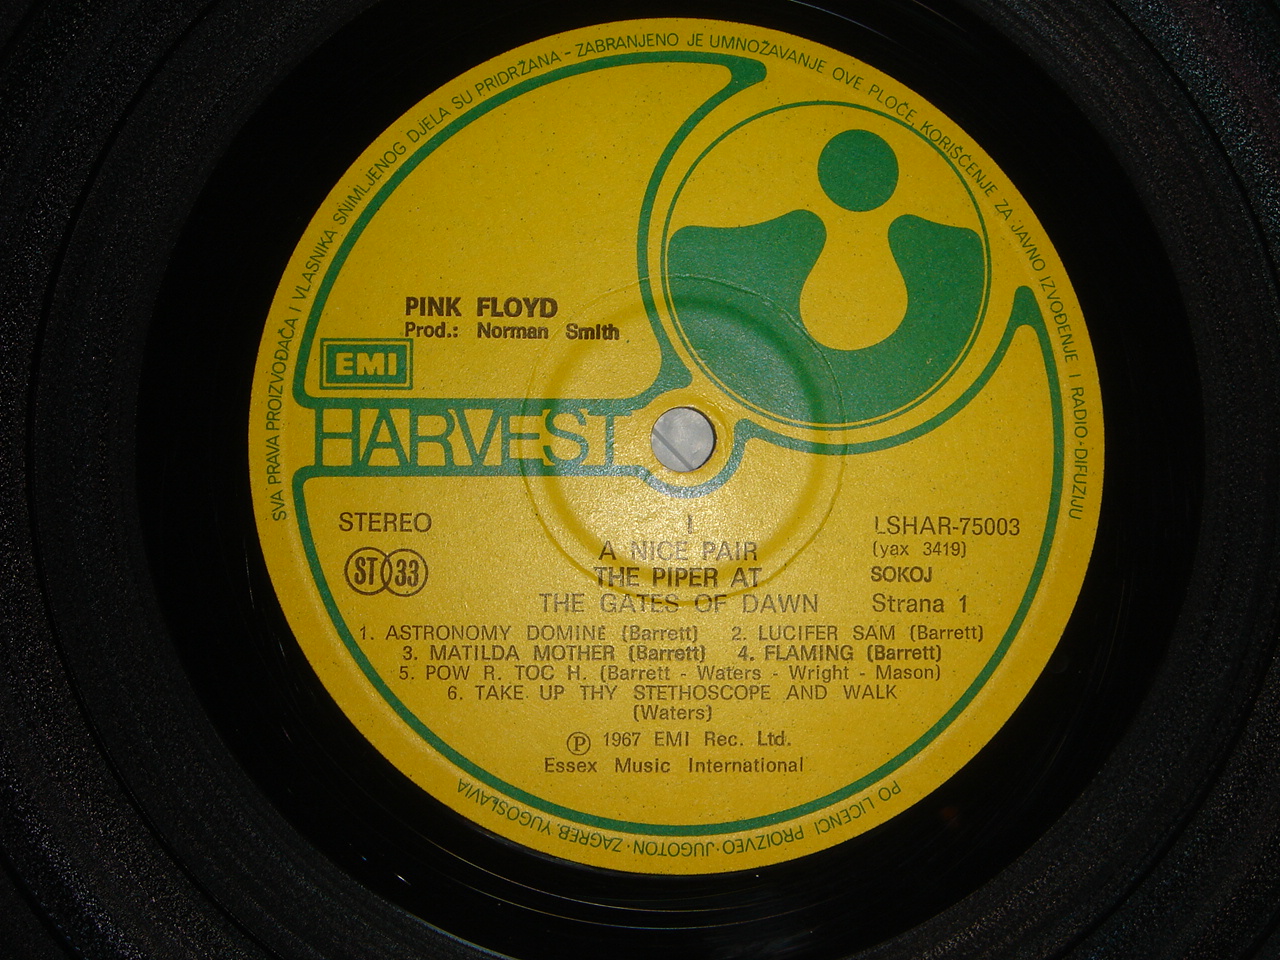 SVA PRAVA PROIZVOĐAČA I VLASNIKA SNIMLJENOG DJELA SU PRIDRŽANA - ZABRANJENO JE UMNOŽAVANJE OVE PLOČE, KORIŠĆENJE ZA JAVNO IZVOĐENJE I RADIO-DIFUZIJU
PINK FLOYD
Prod.: Norman Smith
EMI
HARVEST
STEREO
ST 33
I
A NICE PAIR
THE PIPER AT
THE GATES OF DAWN
LSHAR-75003
(yax 3419)
SOKOJ
Strana 1
1. ASTRONOMY DOMINE (Barrett) 2. LUCIFER SAM (Barrett)
3. MATILDA MOTHER (Barrett) 4. FLAMING (Barrett)
5. POW R. TOC H. (Barrett - Waters - Wright - Mason)
6. TAKE UP THY STETHOSCOPE AND WALK
(Waters)
Ⓟ 1967 EMI Rec. Ltd.
Essex Music International
PO LICENCI PROIZVEO-JUGOTON-ZAGREB, YUGOSLAVIA